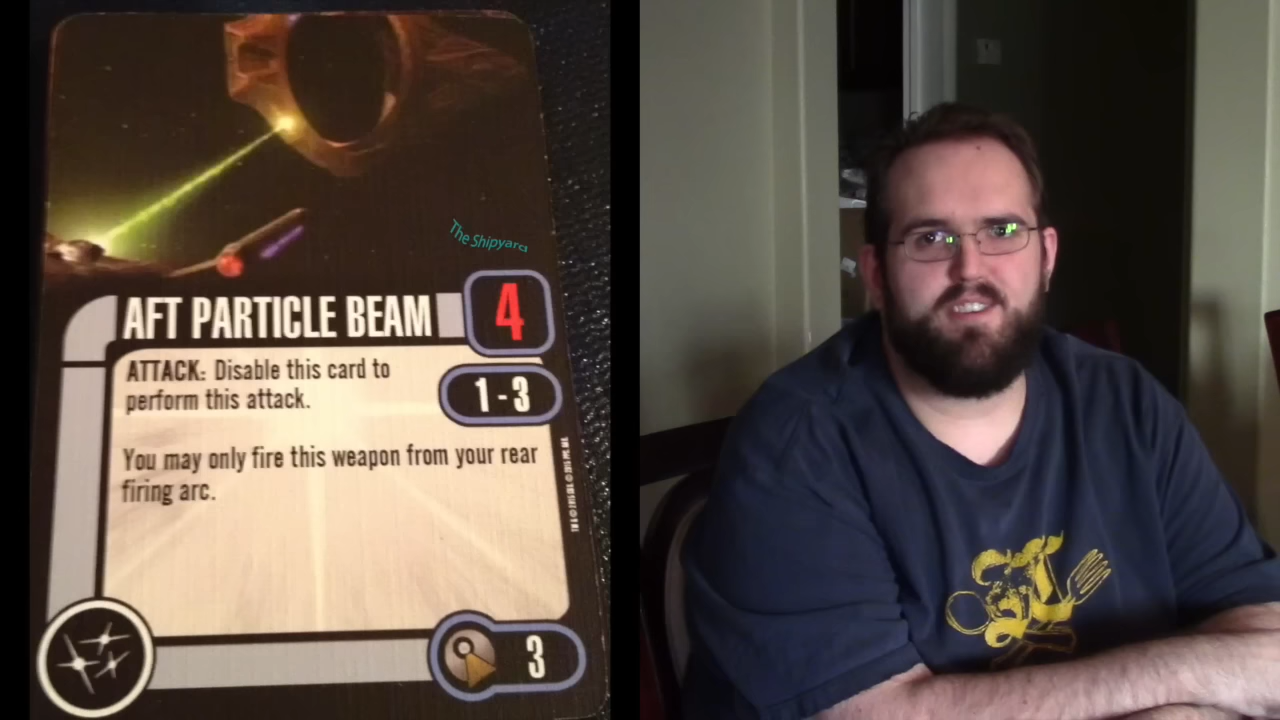 The Shipyard
AFT PARTICLE BEAM
4
ATTACK: Disable this card to
perform this attack.
1 - 3
You may only fire this weapon from your rear
firing arc.
3